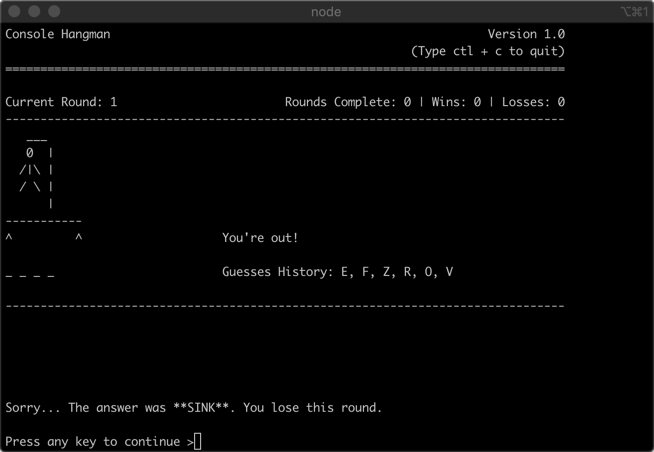 node
⌥⌘1
Console Hangman Version 1.0
(Type ctl + c to quit)
Current Round: 1 Rounds Complete: 0 | Wins: 0 | Losses: 0
You're out!
_ _ _ _ Guesses History: E, F, Z, R, O, V
Sorry... The answer was **SINK**. You lose this round.
Press any key to continue >